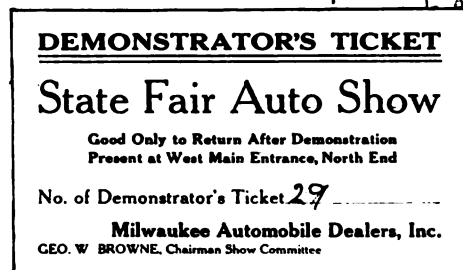 DEMONSTRATOR'S TICKET
State Fair Auto Show
Good Only to Return After Demonstration
Present at West Main Entrance, North End
No. of Demonstrator's Ticket 29
Milwaukee Automobile Dealers, Inc.
GEO. W BROWNE, Chairman Show Committee